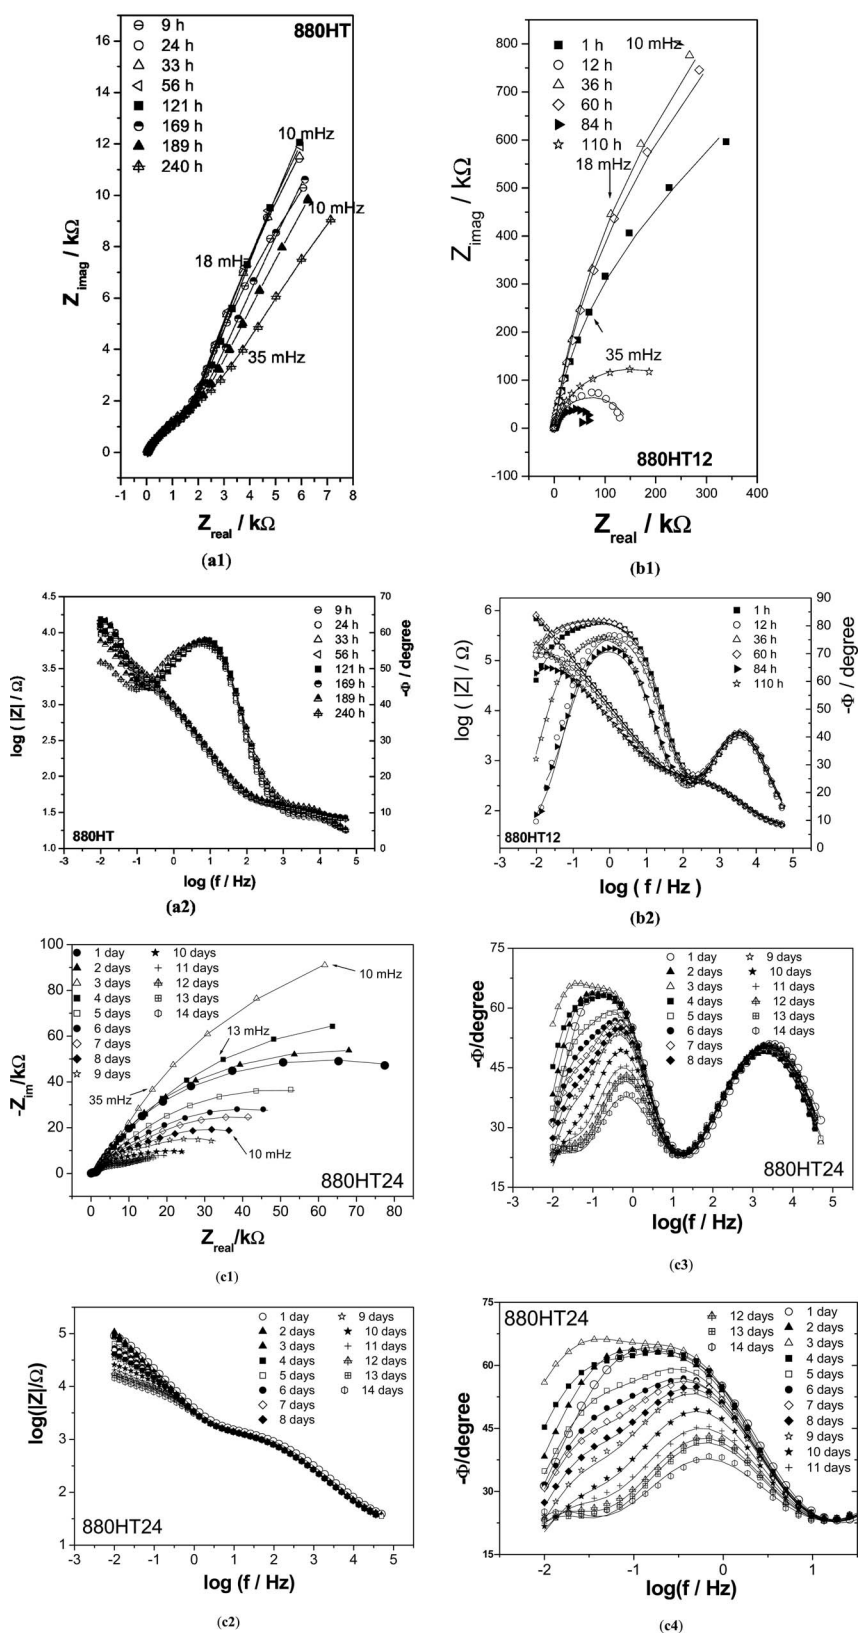 880HT
9 h
24 h
33 h
56 h
121 h
169 h
189 h
240 h
10 mHz
10 mHz
18 mHz
35 mHz
Z_imag / kΩ
16
14
12
10
8
6
4
2
0
-1 0 1 2 3 4 5 6 7 8
Z_real / kΩ
(a1)
1 h
12 h
36 h
60 h
84 h
110 h
10 mHz
18 mHz
35 mHz
880HT12
Z_imag / kΩ
800
700
600
500
400
300
200
100
0
-100
0 100 200 300 400
Z_real / kΩ
(b1)
4.5
4.0
3.5
3.0
2.5
2.0
1.5
1.0
log (|Z| / Ω)
70
60
50
40
30
20
10
0
-Φ / degree
9 h
24 h
33 h
56 h
121 h
169 h
189 h
240 h
880HT
-3 -2 -1 0 1 2 3 4 5
log (f / Hz)
(a2)
6
5
4
3
2
log ( |Z| / Ω)
90
80
70
60
50
40
30
20
10
0
-Φ / degree
1 h
12 h
36 h
60 h
84 h
110 h
880HT12
-3 -2 -1 0 1 2 3 4 5
log ( f / Hz )
(b2)
100
80
60
40
20
0
-Z_im/kΩ
1 day
2 days
3 days
4 days
5 days
6 days
7 days
8 days
9 days
10 days
11 days
12 days
13 days
14 days
10 mHz
13 mHz
35 mHz
10 mHz
880HT24
0 10 20 30 40 50 60 70 80
Z_real/kΩ
(c1)
75
60
45
30
15
-Φ/degree
1 day
2 days
3 days
4 days
5 days
6 days
7 days
8 days
9 days
10 days
11 days
12 days
13 days
14 days
880HT24
-3 -2 -1 0 1 2 3 4 5
log(f / Hz)
(c3)
5
4
3
2
1
log(|Z|/Ω)
1 day
2 days
3 days
4 days
5 days
6 days
7 days
8 days
9 days
10 days
11 days
12 days
13 days
14 days
880HT24
-3 -2 -1 0 1 2 3 4 5
log (f / Hz)
(c2)
880HT24
75
60
45
30
15
-Φ/degree
12 days
13 days
14 days
1 day
2 days
3 days
4 days
5 days
6 days
7 days
8 days
9 days
10 days
11 days
-2 -1 0 1
log(f / Hz)
(c4)